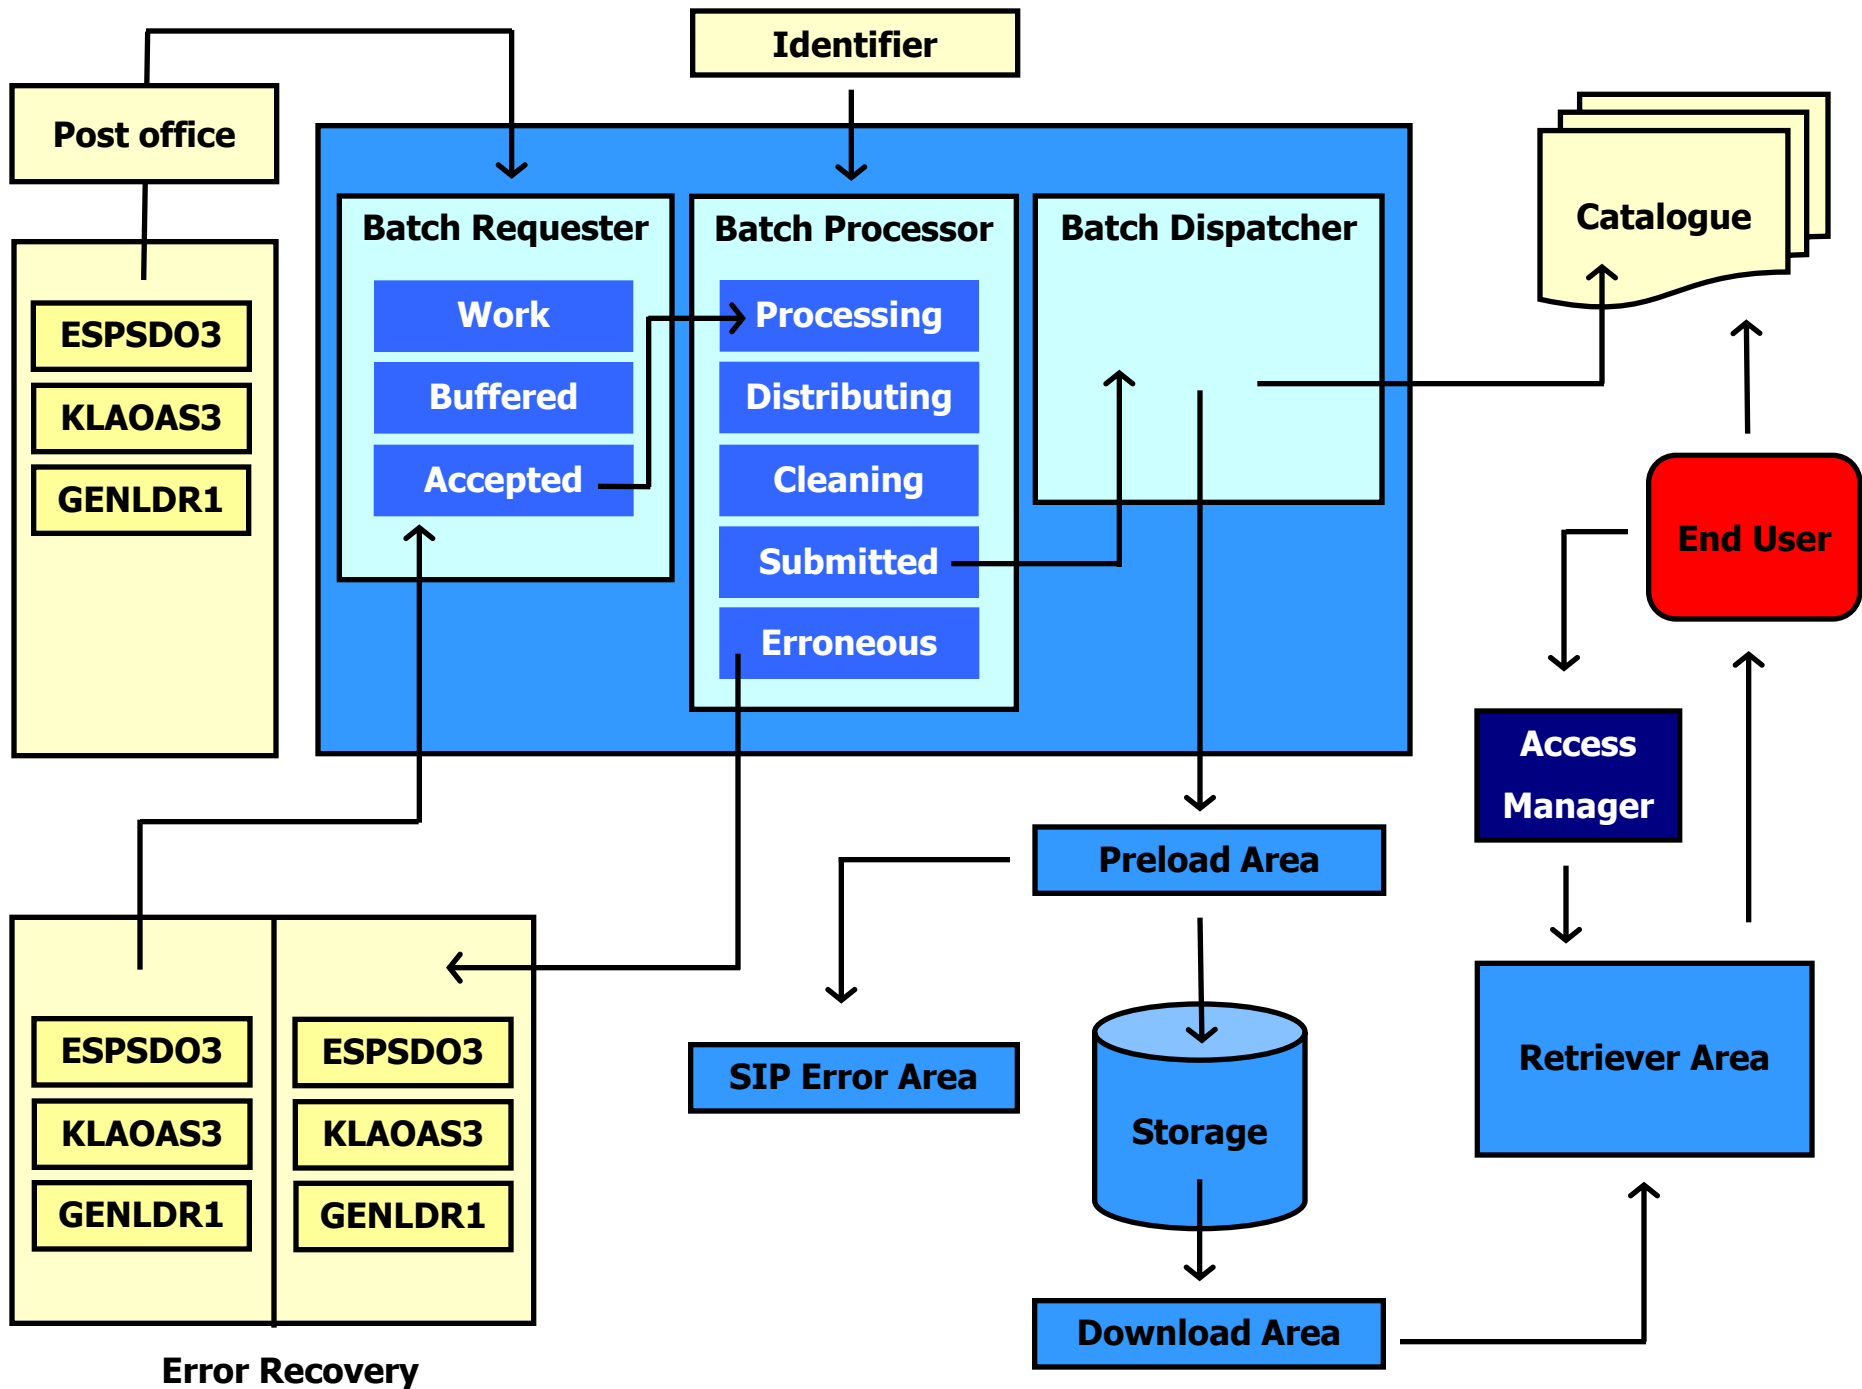 Identifier
Post office
Catalogue
Batch Requester
Batch Processor
Batch Dispatcher
Work
Buffered
Accepted
Processing
Distributing
Cleaning
Submitted
Erroneous
ESPSDO3
KLAOAS3
GENLDR1
End User
Access
Manager
Preload Area
SIP Error Area
Storage
Retriever Area
Download Area
ESPSDO3
KLAOAS3
GENLDR1
ESPSDO3
KLAOAS3
GENLDR1
Error Recovery